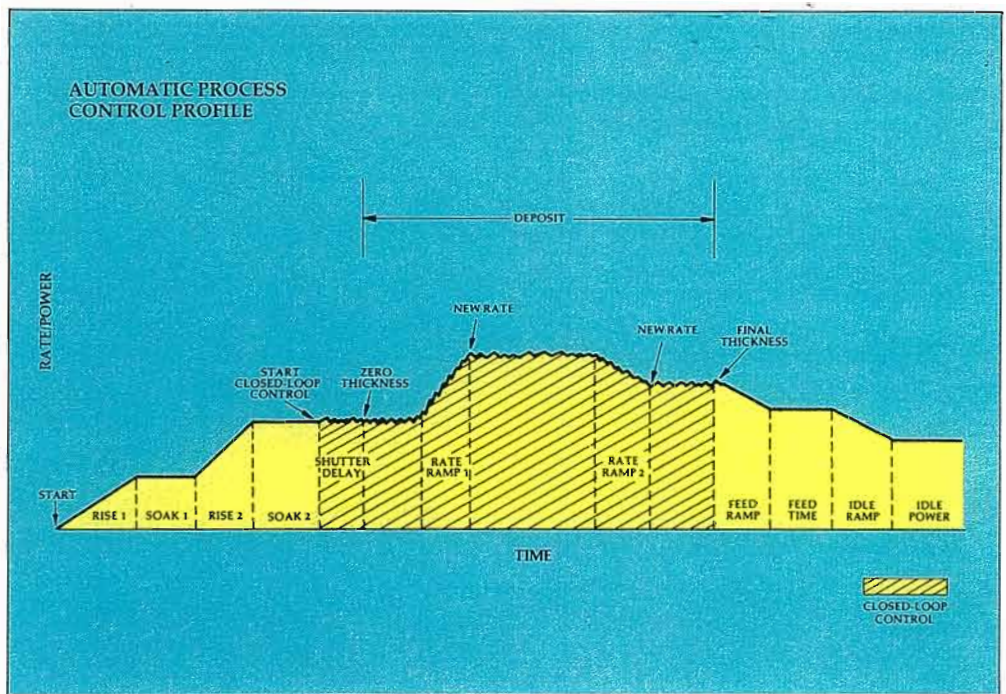 AUTOMATIC PROCESS
CONTROL PROFILE
DEPOSIT
RATE/POWER
NEW RATE
NEW RATE
FINAL
THICKNESS
START
CLOSED-LOOP
CONTROL
ZERO
THICKNESS
SHUTTER
DELAY
RATE
RAMP 1
RATE
RAMP 2
START
RISE 1
SOAK 1
RISE 2
SOAK 2
FEED
RAMP
FEED
TIME
IDLE
RAMP
IDLE
POWER
TIME
CLOSED-LOOP
CONTROL